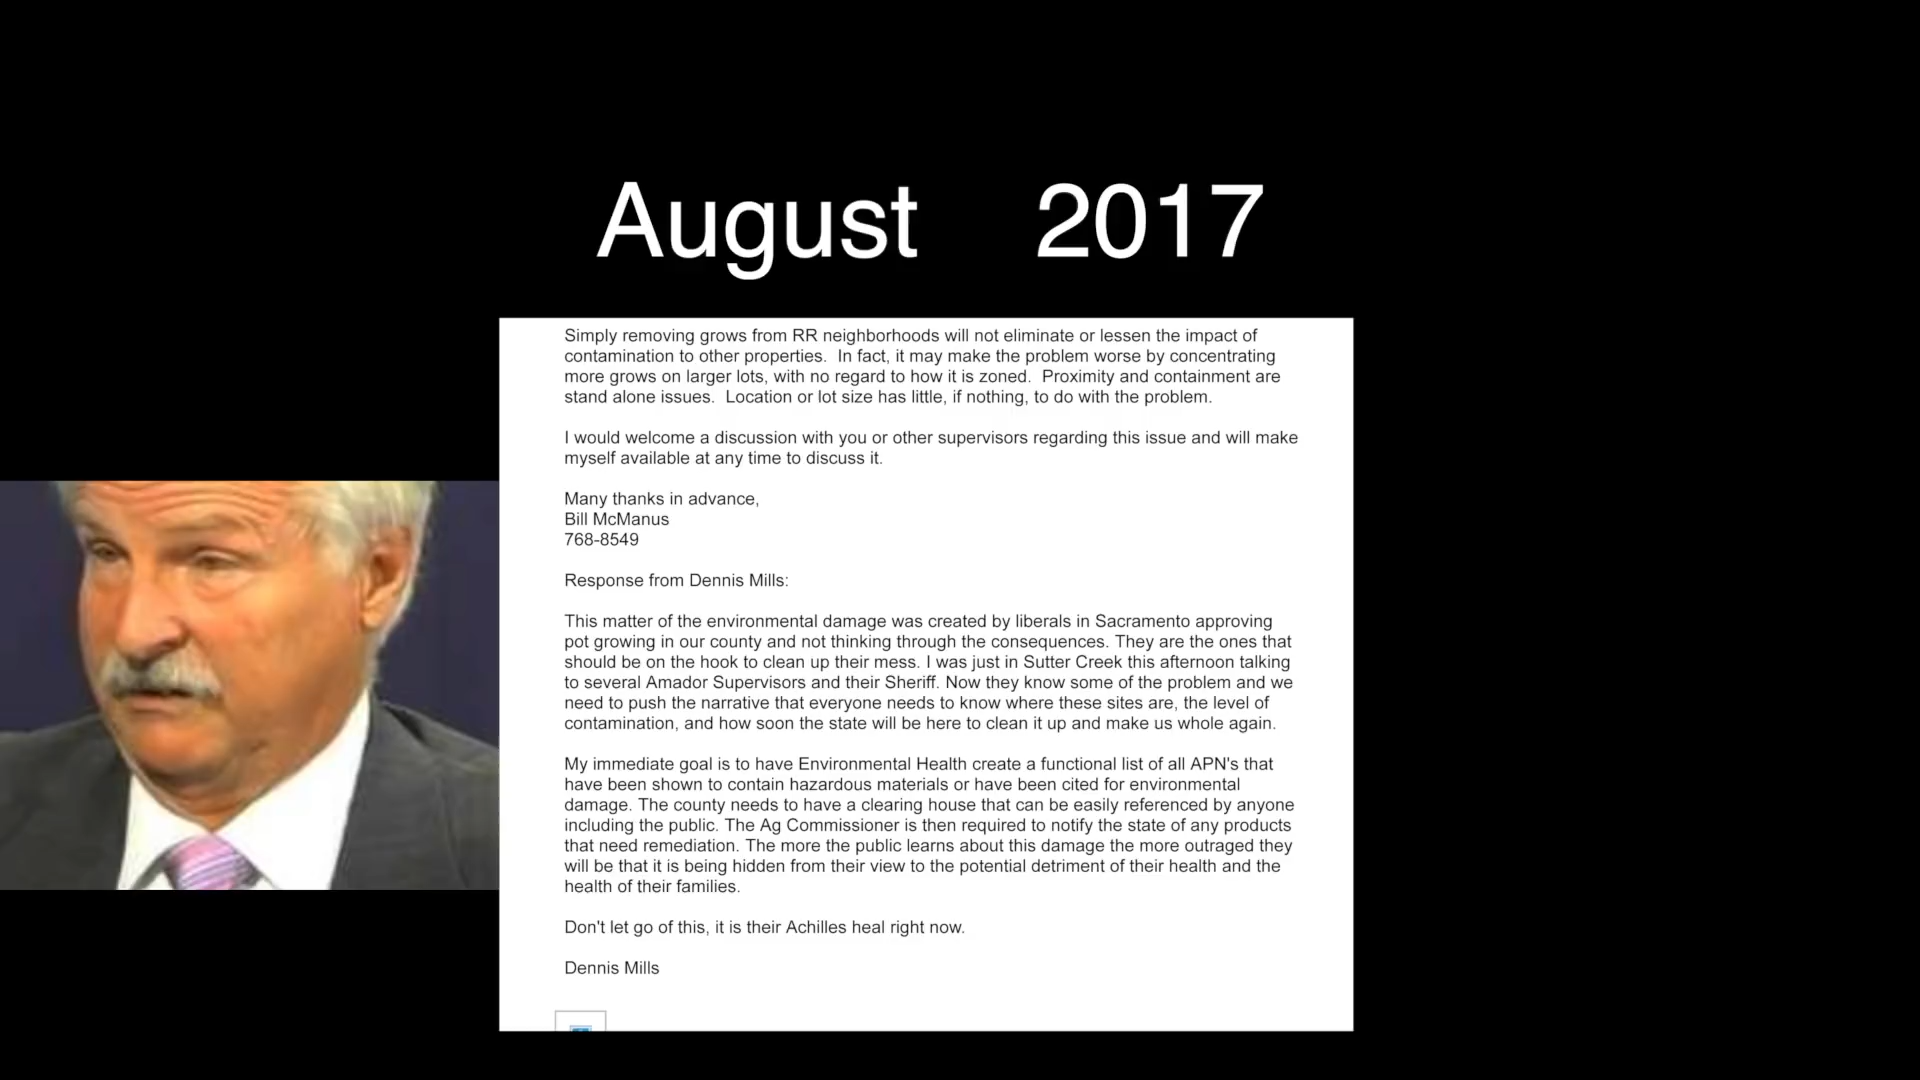 August 2017
Simply removing grows from RR neighborhoods will not eliminate or lessen the impact of
contamination to other properties.  In fact, it may make the problem worse by concentrating
more grows on larger lots, with no regard to how it is zoned.  Proximity and containment are
stand alone issues.  Location or lot size has little, if nothing, to do with the problem.
I would welcome a discussion with you or other supervisors regarding this issue and will make
myself available at any time to discuss it.
Many thanks in advance,
Bill McManus
768-8549
Response from Dennis Mills:
This matter of the environmental damage was created by liberals in Sacramento approving
pot growing in our county and not thinking through the consequences. They are the ones that
should be on the hook to clean up their mess. I was just in Sutter Creek this afternoon talking
to several Amador Supervisors and their Sheriff. Now they know some of the problem and we
need to push the narrative that everyone needs to know where these sites are, the level of
contamination, and how soon the state will be here to clean it up and make us whole again.
My immediate goal is to have Environmental Health create a functional list of all APN's that
have been shown to contain hazardous materials or have been cited for environmental
damage. The county needs to have a clearing house that can be easily referenced by anyone
including the public. The Ag Commissioner is then required to notify the state of any products
that need remediation. The more the public learns about this damage the more outraged they
will be that it is being hidden from their view to the potential detriment of their health and the
health of their families.
Don't let go of this, it is their Achilles heal right now.
Dennis Mills